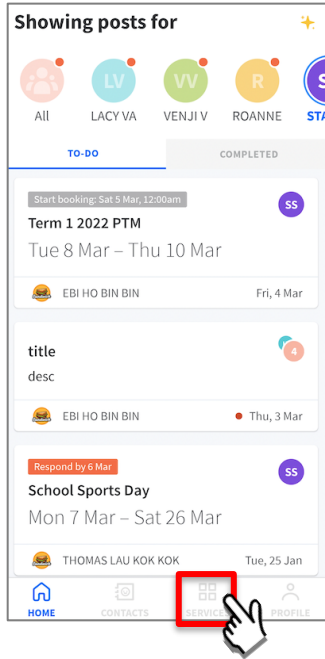 Showing posts for
LV
VV
R
S
All
LACY VA
VENJI V
ROANNE
STA
TO-DO
COMPLETED
Start booking: Sat 5 Mar, 12:00am
SS
Term 1 2022 PTM
Tue 8 Mar – Thu 10 Mar
EBI HO BIN BIN
Fri, 4 Mar
title
4
desc
EBI HO BIN BIN
Thu, 3 Mar
Respond by 6 Mar
SS
School Sports Day
Mon 7 Mar – Sat 26 Mar
THOMAS LAU KOK KOK
Tue, 25 Jan
HOME
CONTACTS
SERVICE
PROFILE